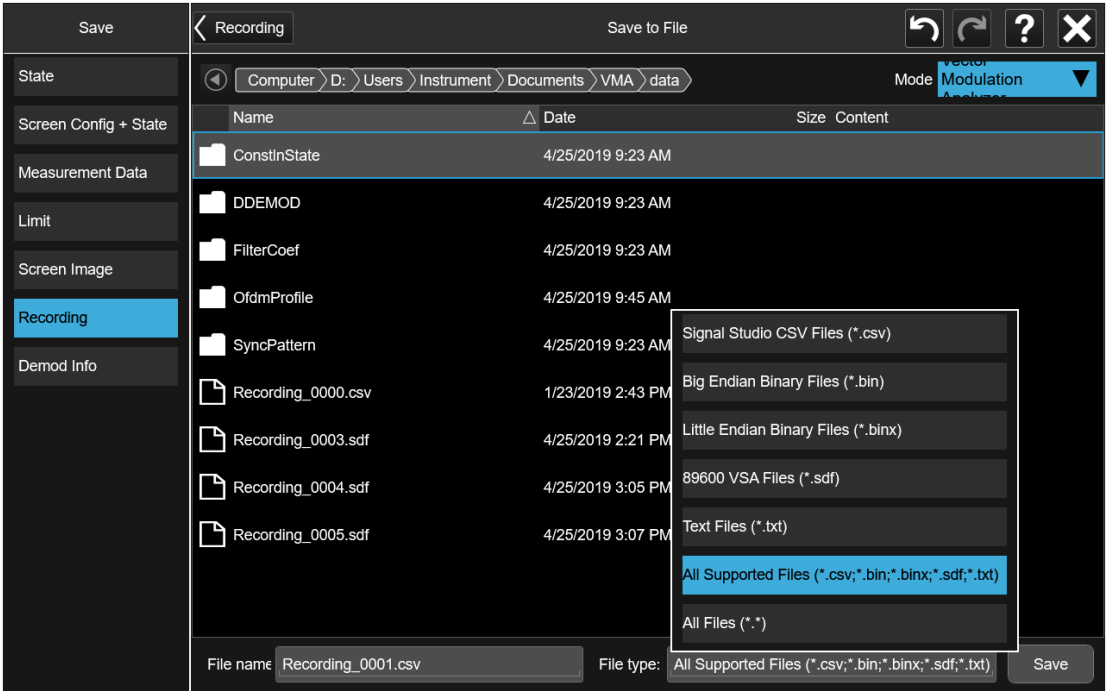 Save
Recording
Save to File
?
State
Screen Config + State
Measurement Data
Limit
Screen Image
Recording
Demod Info
Computer D: Users Instrument Documents VMA data
Mode
Vector
Modulation
Analyzer
Name Date Size Content
ConstlnState 4/25/2019 9:23 AM
DDEMOD 4/25/2019 9:23 AM
FilterCoef 4/25/2019 9:23 AM
OfdmProfile 4/25/2019 9:45 AM
SyncPattern 4/25/2019 9:23 AM
Recording_0000.csv 1/23/2019 2:43 PM
Recording_0003.sdf 4/25/2019 2:21 PM
Recording_0004.sdf 4/25/2019 3:05 PM
Recording_0005.sdf 4/25/2019 3:07 PM
Signal Studio CSV Files (*.csv)
Big Endian Binary Files (*.bin)
Little Endian Binary Files (*.binx)
89600 VSA Files (*.sdf)
Text Files (*.txt)
All Supported Files (*.csv;*.bin;*.binx;*.sdf;*.txt)
All Files (*.*)
File name Recording_0001.csv File type: All Supported Files (*.csv;*.bin;*.binx;*.sdf;*.txt) Save